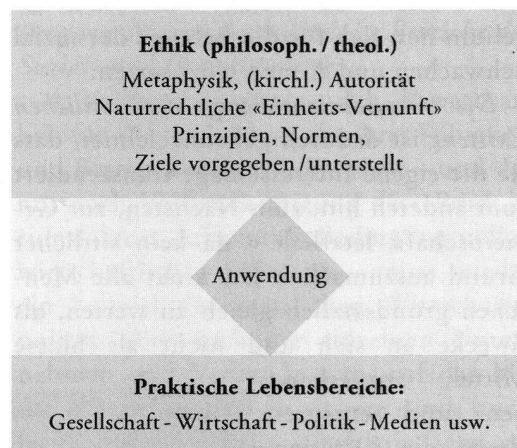 Ethik (philosoph. / theol.)
Metaphysik, (kirchl.) Autorität
Naturrechtliche «Einheits-Vernunft»
Prinzipien, Normen,
Ziele vorgegeben / unterstellt
Anwendung
Praktische Lebensbereiche:
Gesellschaft - Wirtschaft - Politik - Medien usw.